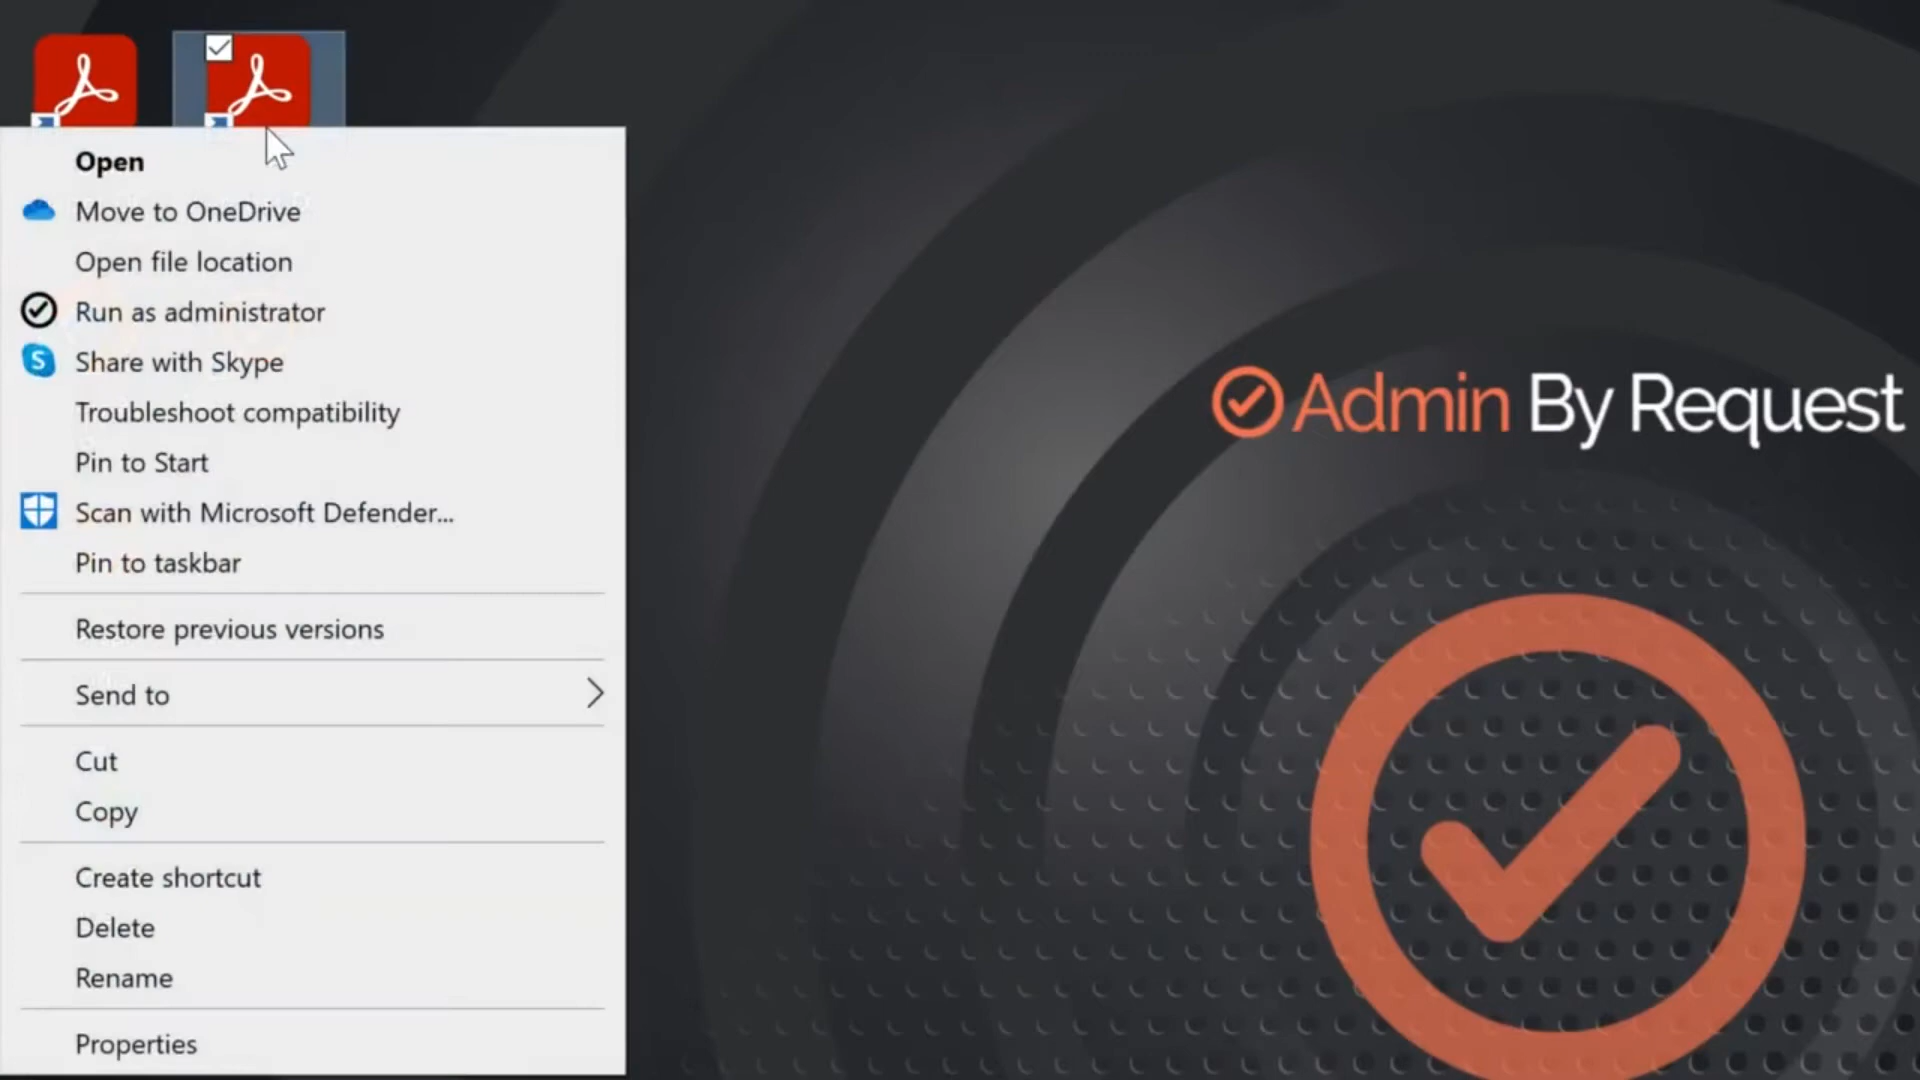 Open
Move to OneDrive
Open file location
Run as administrator
Share with Skype
Troubleshoot compatibility
Pin to Start
Scan with Microsoft Defender...
Pin to taskbar
Restore previous versions
Send to
Cut
Copy
Create shortcut
Delete
Rename
Properties
Admin By Request